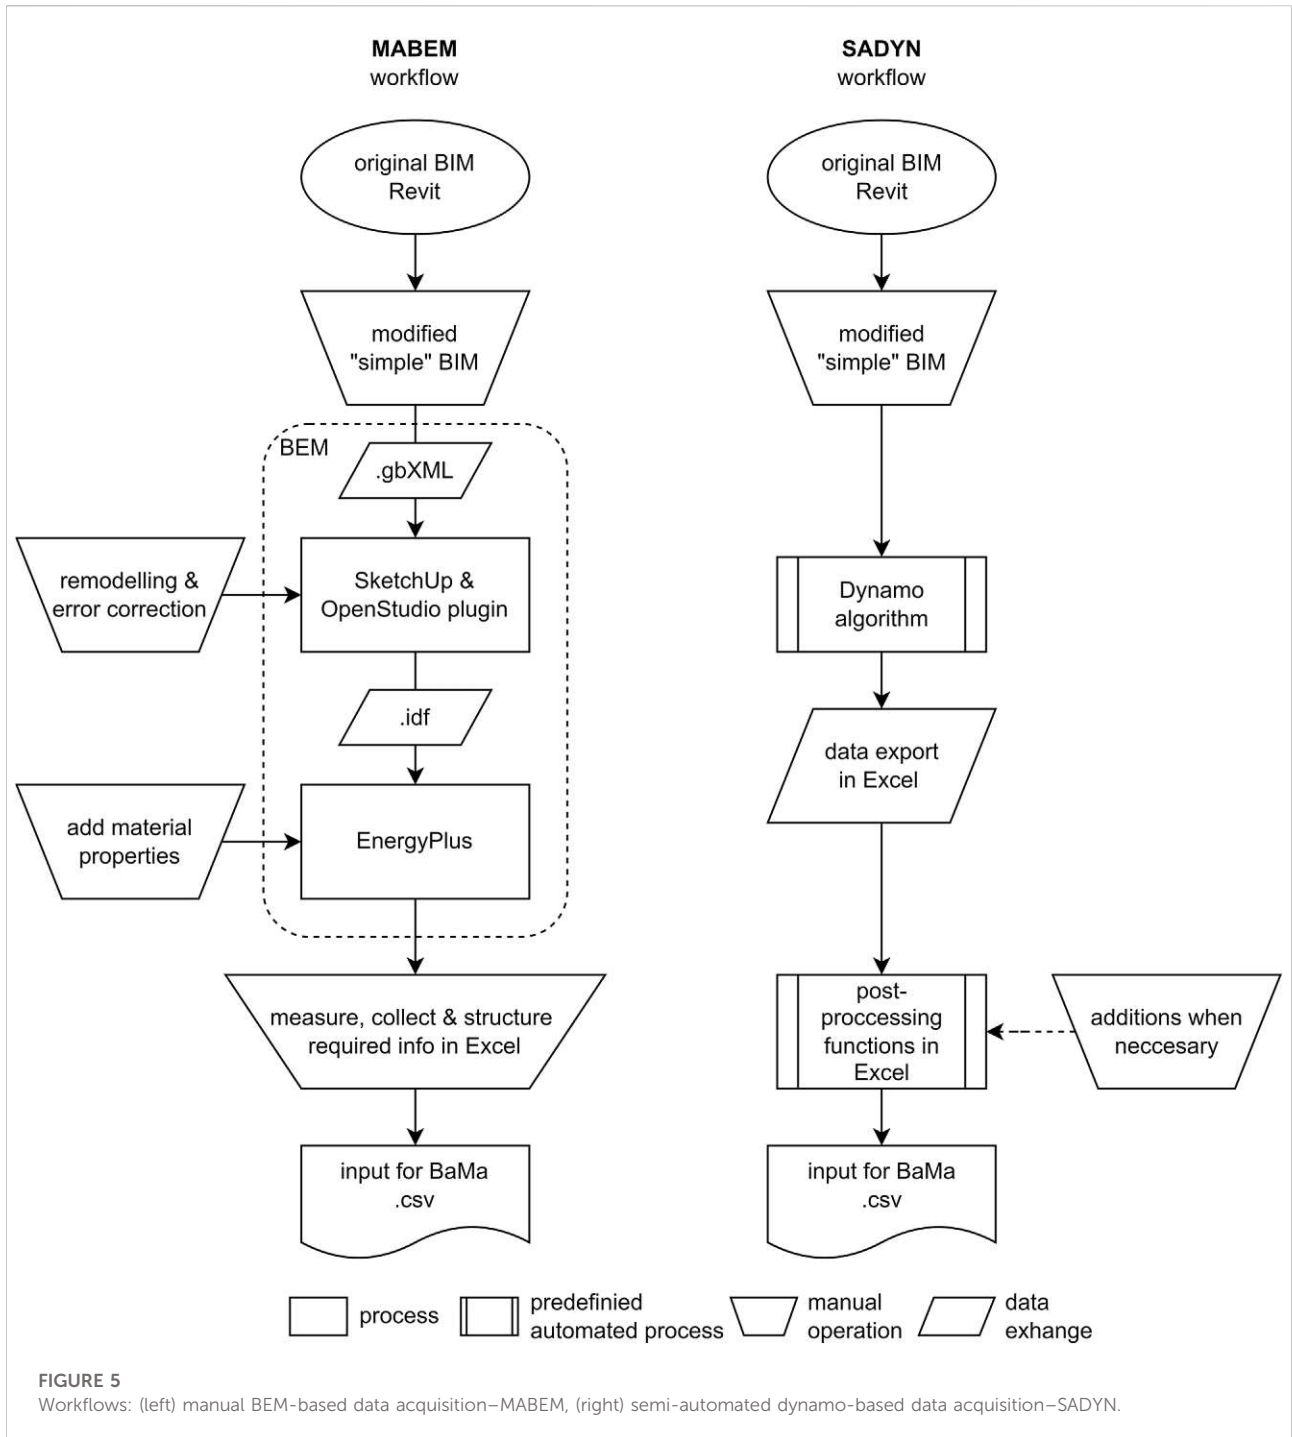 MABEM
workflow
original BIM
Revit
modified
"simple" BIM
BEM
.gbXML
remodelling &
error correction
SketchUp &
OpenStudio plugin
.idf
add material
properties
EnergyPlus
measure, collect & structure
required info in Excel
input for BaMa
.csv
SADYN
workflow
original BIM
Revit
modified
"simple" BIM
Dynamo
algorithm
data export
in Excel
post-
proccessing
functions in
Excel
additions when
neccesary
input for BaMa
.csv
process
predefinied
automated process
manual
operation
data
exhange
FIGURE 5
Workflows: (left) manual BEM-based data acquisition–MABEM, (right) semi-automated dynamo-based data acquisition–SADYN.